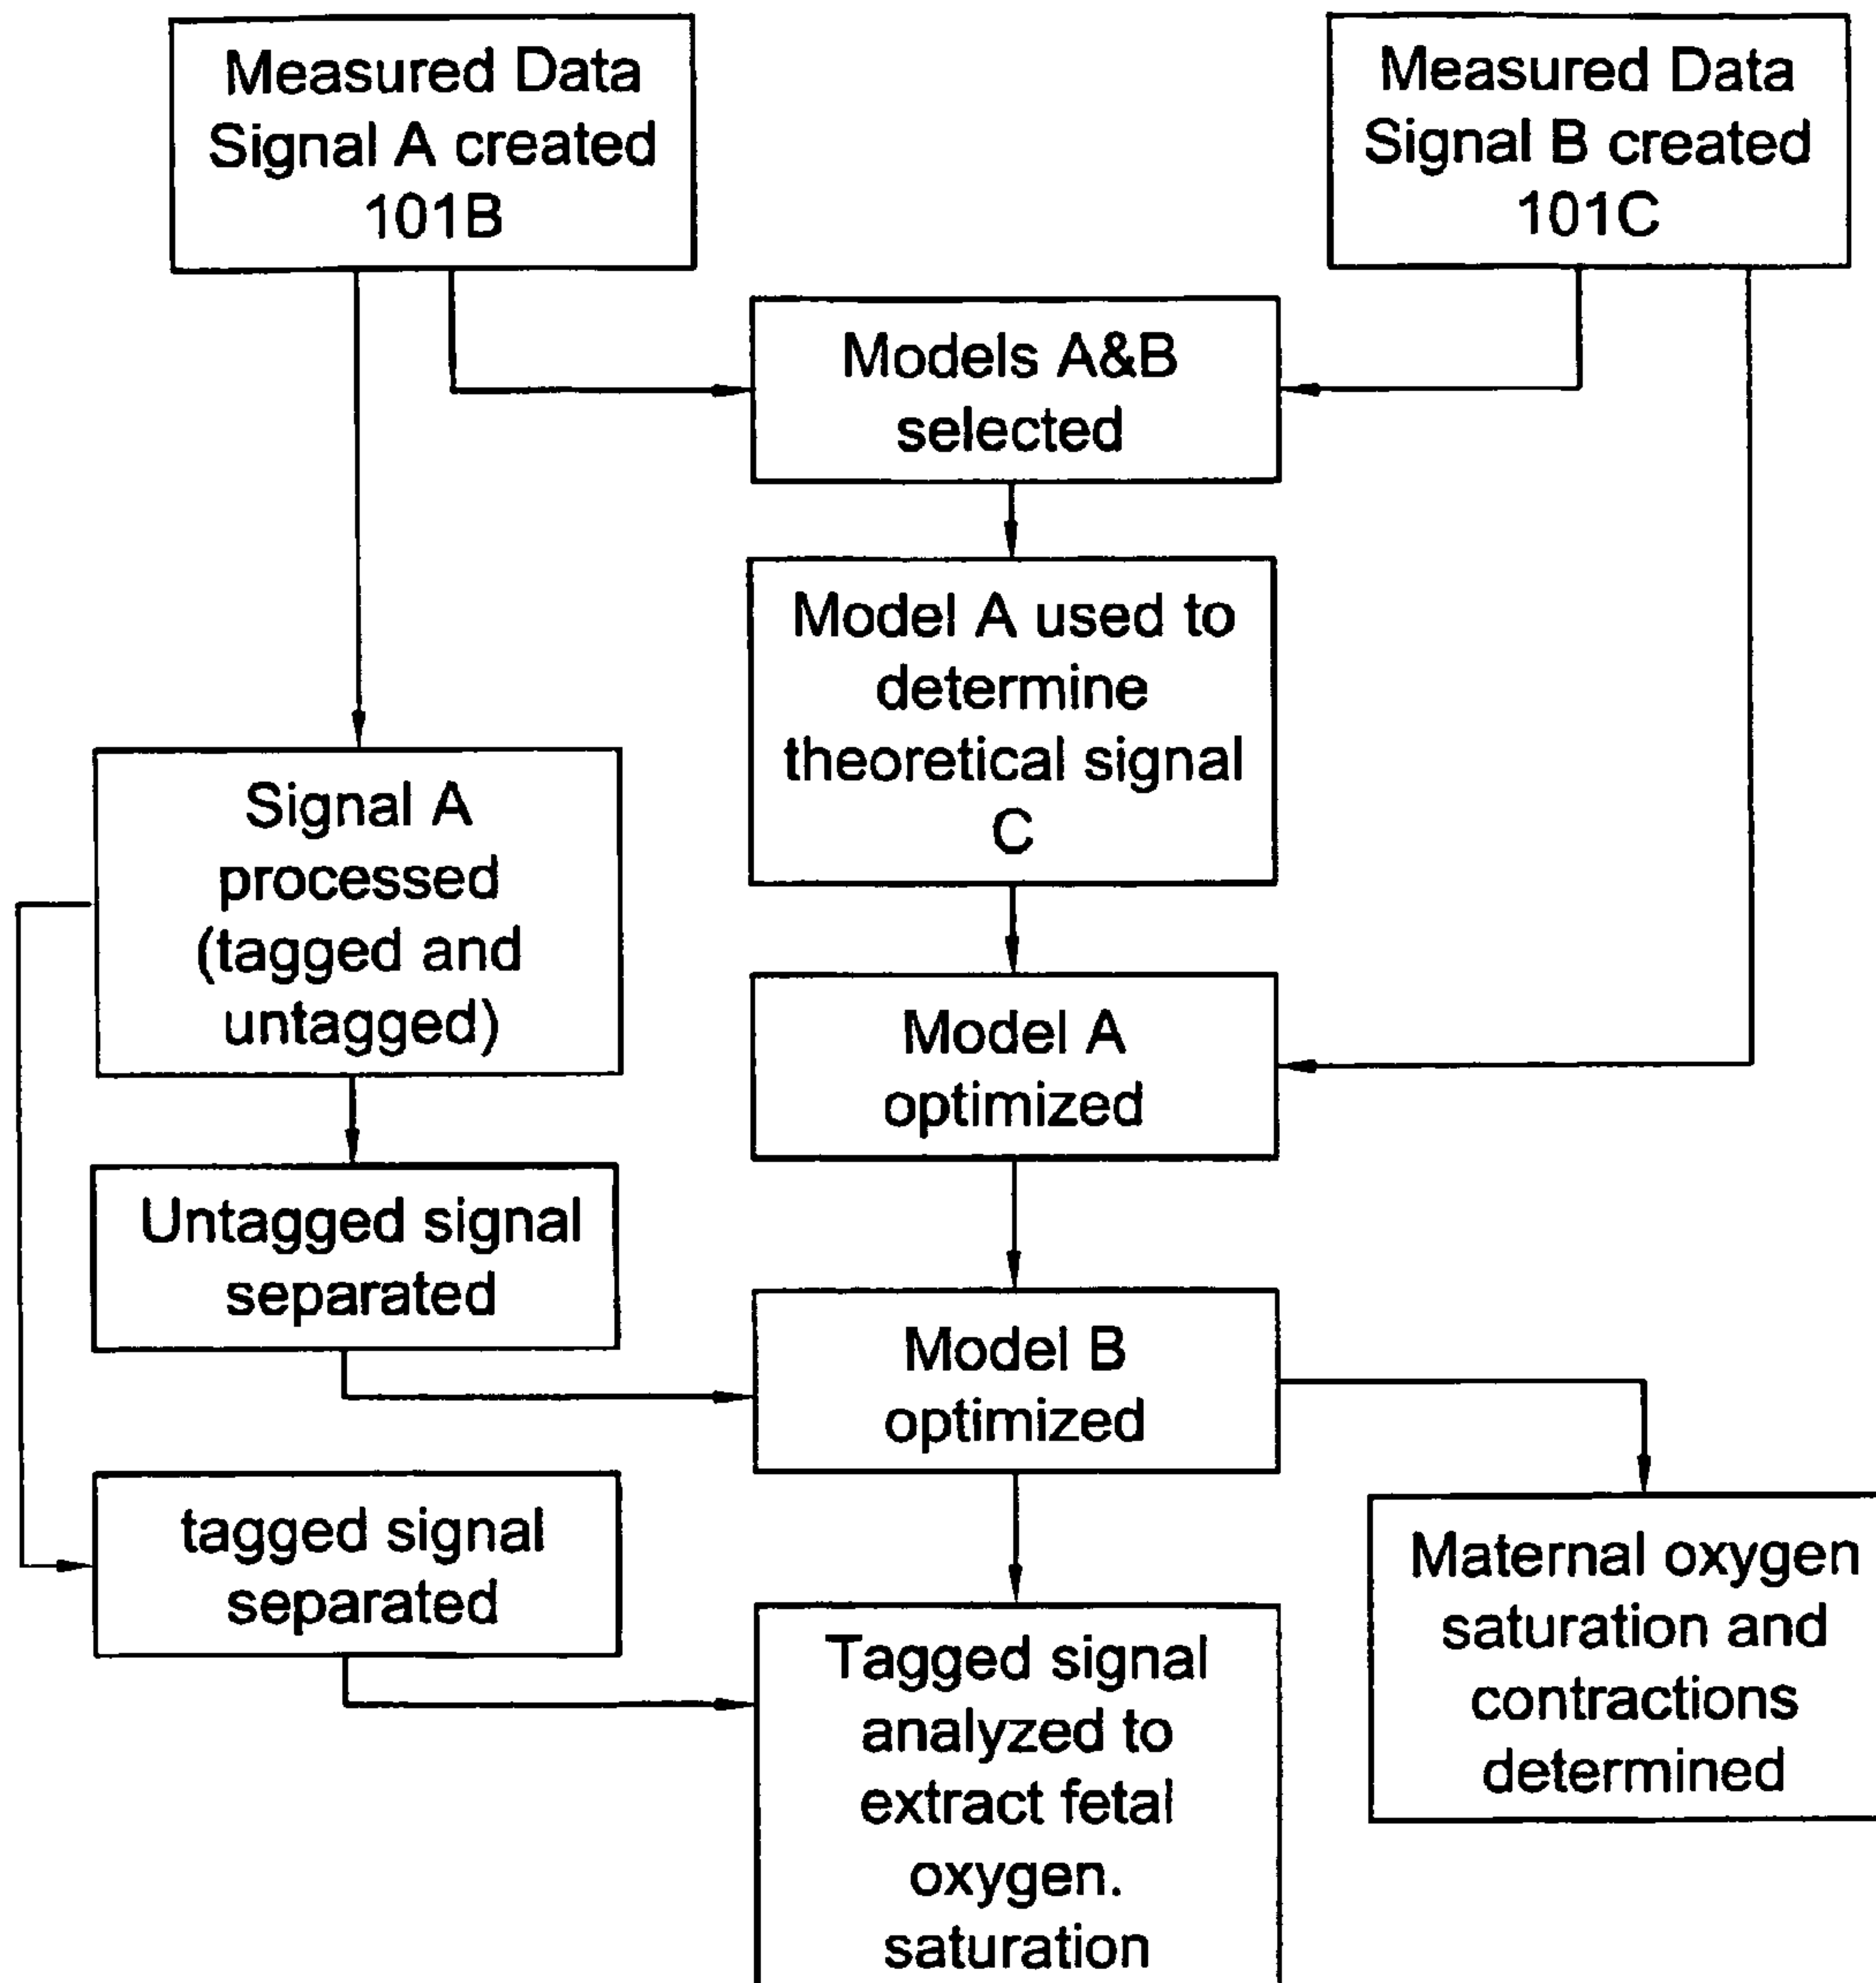 Measured Data
Signal A created
101B
Measured Data
Signal B created
101C
Models A&B
selected
Model A used to
determine
theoretical signal
C
Signal A
processed
(tagged and
untagged)
Model A
optimized
Untagged signal
separated
Model B
optimized
tagged signal
separated
Maternal oxygen
saturation and
contractions
determined
Tagged signal
analyzed to
extract fetal
oxygen.
saturation